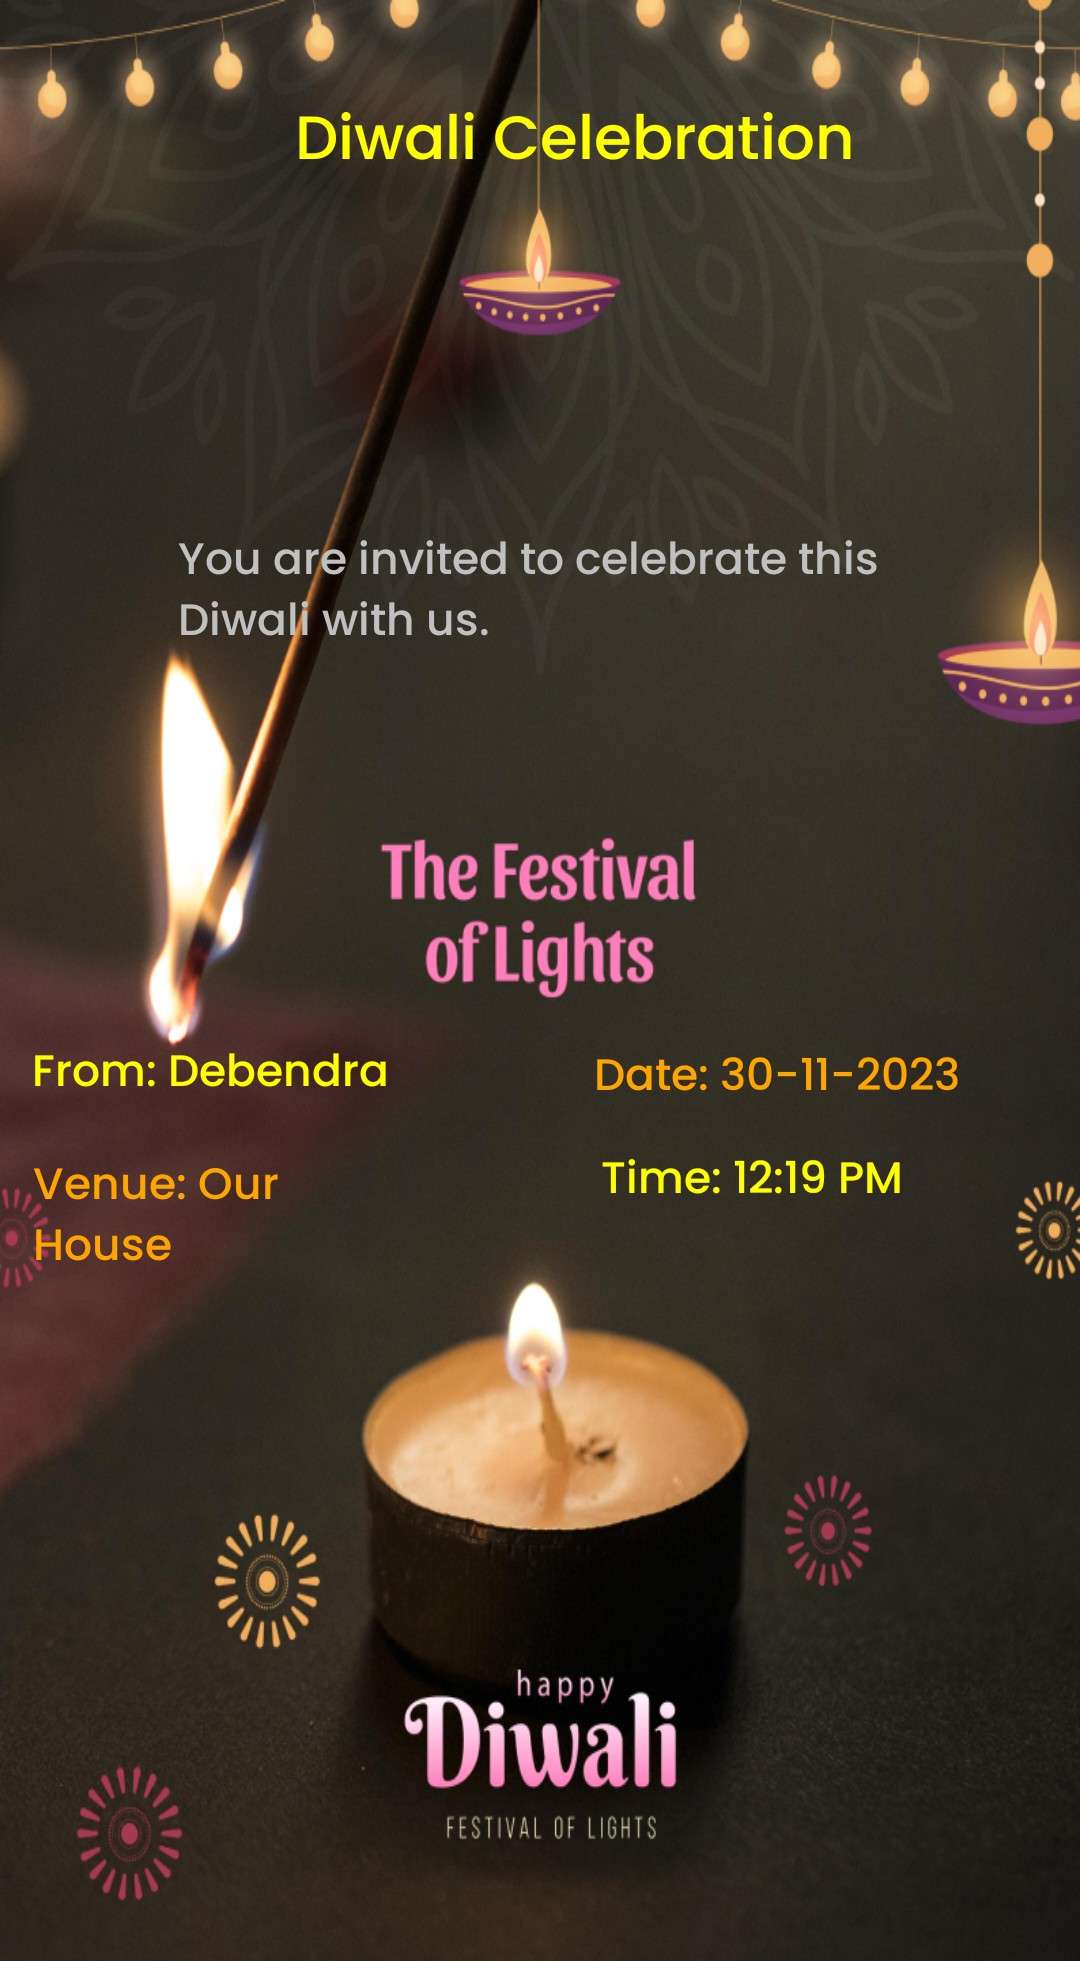 Diwali Celebration
You are invited to celebrate this
Diwali with us.
The Festival
of Lights
From: Debendra
Date: 30-11-2023
Venue: Our
House
Time: 12:19 PM
happy
Diwali
FESTIVAL OF LIGHTS